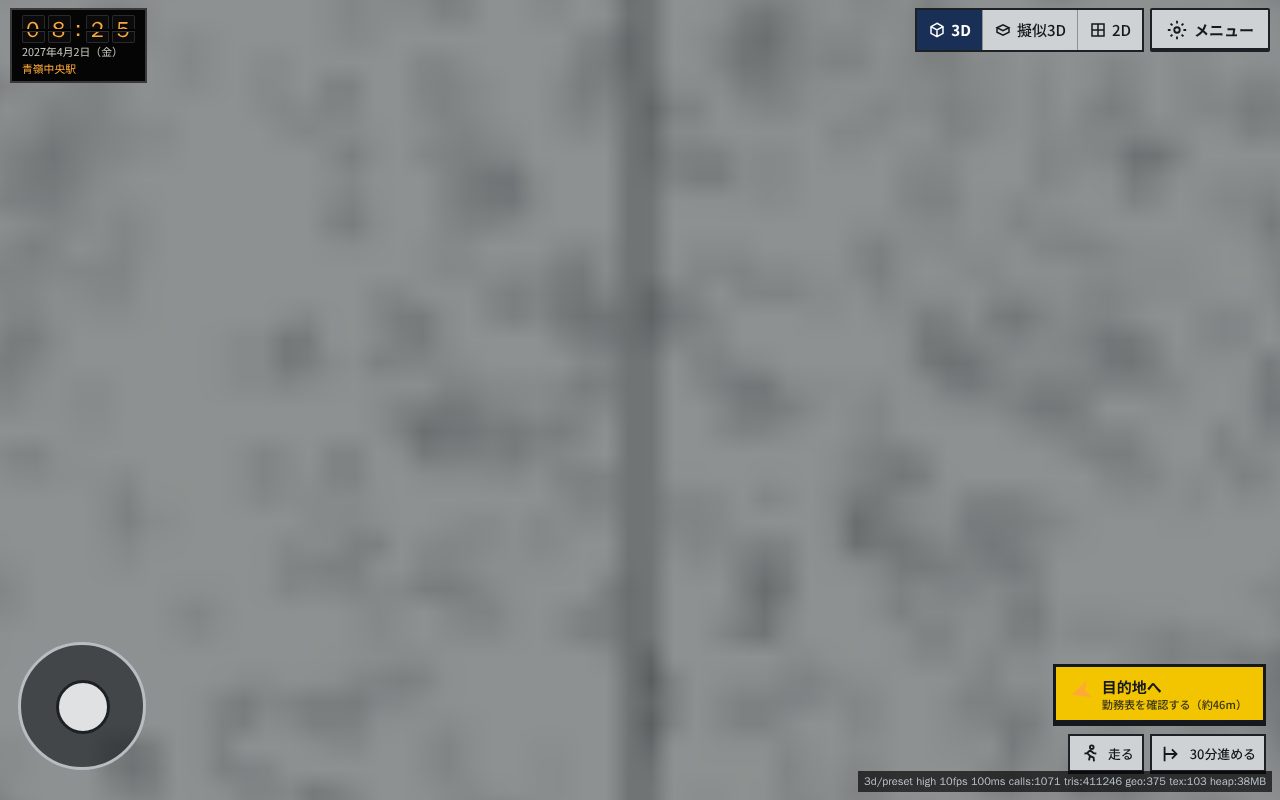 08:25
2027年4月2日（金）
青嶺中央駅
3D
擬似3D
2D
メニュー
目的地へ
勤務表を確認する（約46m）
走る
30分進める
3d/preset high 10fps 100ms calls:1071 tris:411246 geo:375 tex:103 heap:38MB